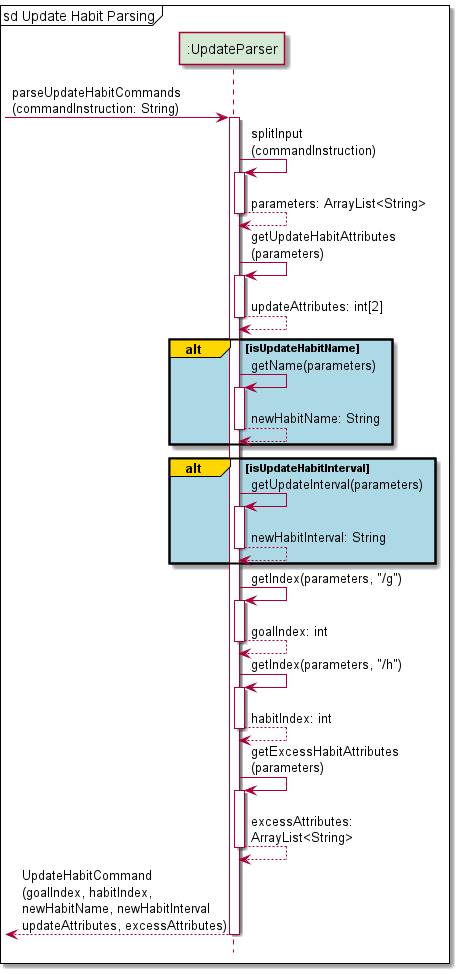 sd Update Habit Parsing
:UpdateParser
parseUpdateHabitCommands
(commandInstruction: String)
splitInput
(commandInstruction)
parameters: ArrayList<String>
getUpdateHabitAttributes
(parameters)
updateAttributes: int[2]
alt [isUpdateHabitName]
getName(parameters)
newHabitName: String
alt [isUpdateHabitInterval]
getUpdateInterval(parameters)
newHabitInterval: String
getIndex(parameters, "/g")
goalIndex: int
getIndex(parameters, "/h")
habitIndex: int
getExcessHabitAttributes
(parameters)
excessAttributes:
ArrayList<String>
UpdateHabitCommand
(goalIndex, habitIndex,
newHabitName, newHabitInterval
updateAttributes, excessAttributes)